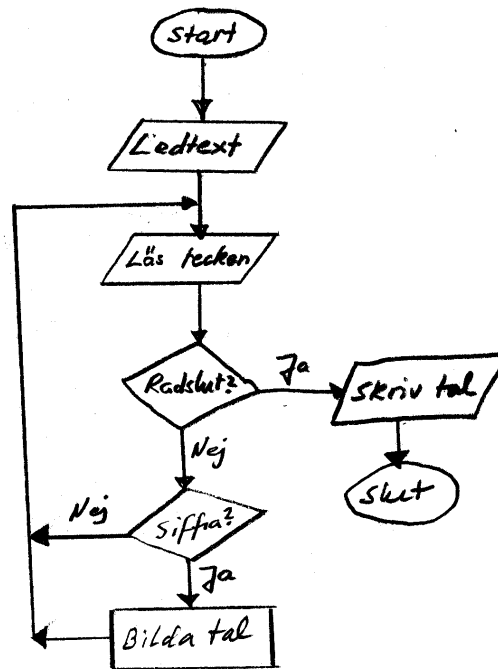 start
Ledtext
Läs tecken
Radslut?
Ja
skriv tal
slut
Nej
siffra?
Nej
Ja
Bilda tal